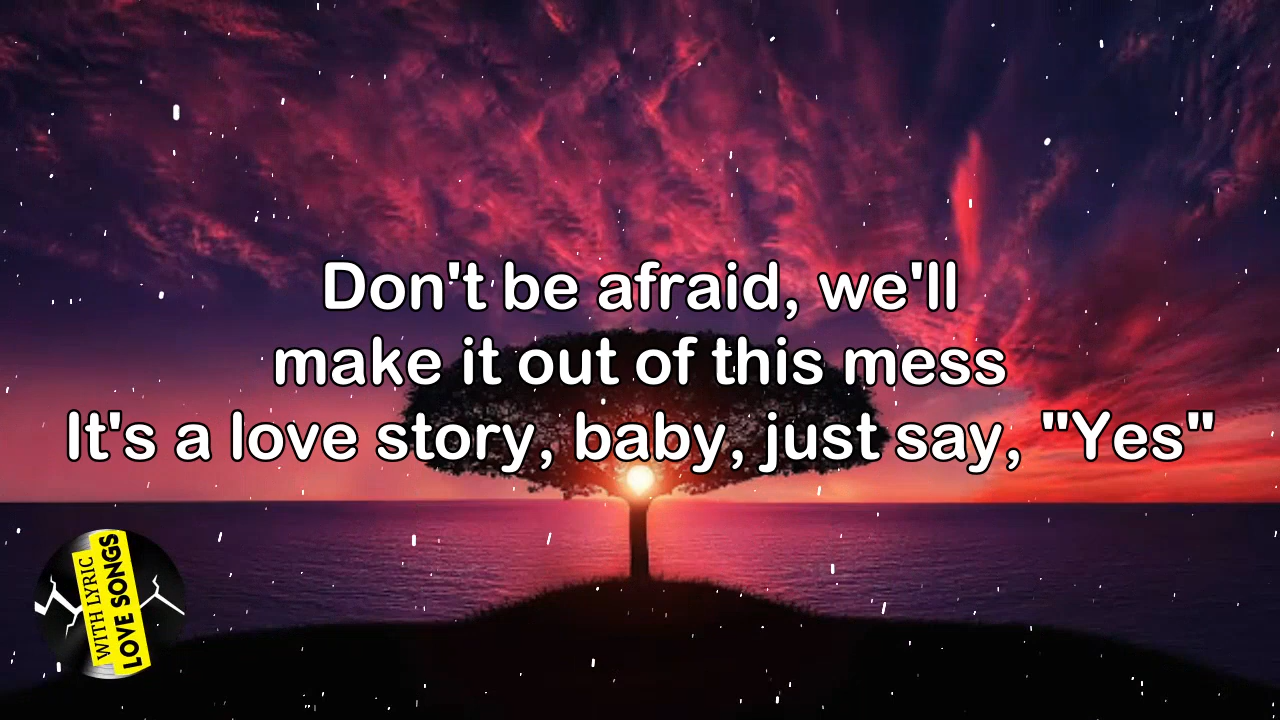 Don't be afraid, we'll
make it out of this mess
It's a love story, baby, just say, "Yes"
WITH LYRIC
LOVE SONGS